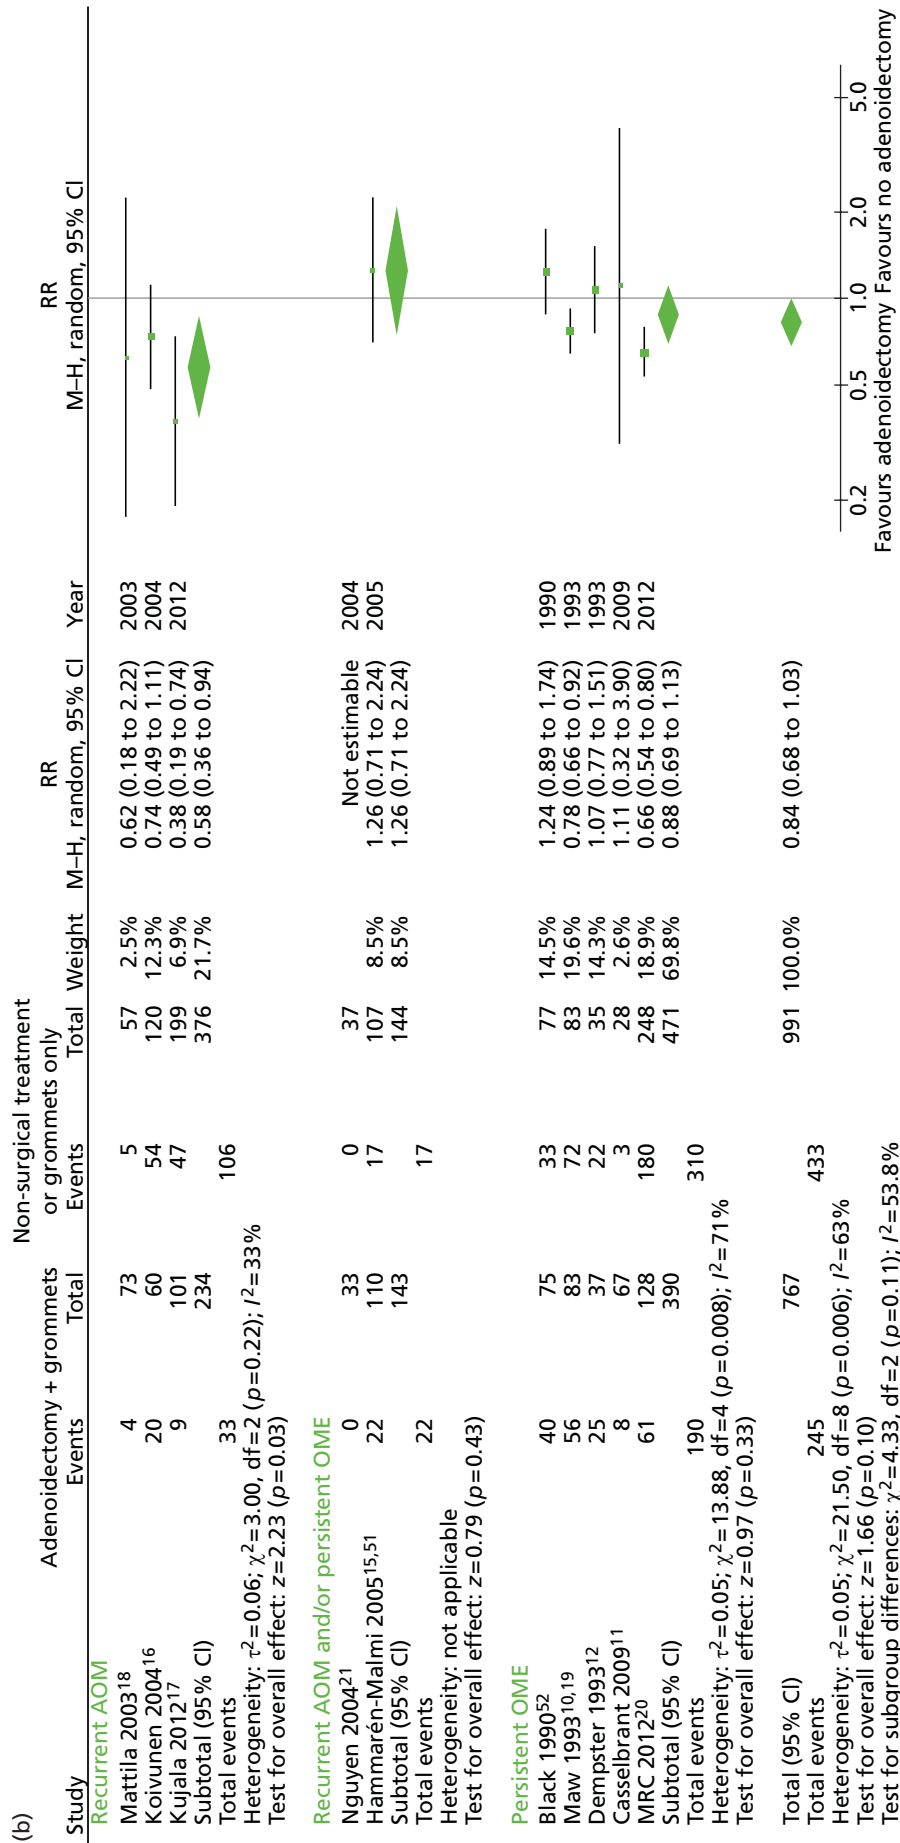 (b)
Non-surgical treatment
Adenoidectomy + grommets or grommets only RR RR
Study Events Total Events Total Weight M–H, random, 95% CI Year M–H, random, 95% CI
Recurrent AOM
Mattila 2003¹⁸ 4 73 5 57 2.5% 0.62 (0.18 to 2.22) 2003
Koivunen 2004¹⁶ 20 60 54 120 12.3% 0.74 (0.49 to 1.11) 2004
Kujala 2012¹⁷ 9 101 47 199 6.9% 0.38 (0.19 to 0.74) 2012
Subtotal (95% CI) 234 376 21.7% 0.58 (0.36 to 0.94)
Total events 33 106
Heterogeneity: τ²=0.06; χ²=3.00, df=2 (p=0.22); I²=33%
Test for overall effect: z=2.23 (p=0.03)
Recurrent AOM and/or persistent OME
Nguyen 2004²¹ 0 33 0 37 Not estimable 2004
Hammarén-Malmi 2005¹⁵,⁵¹ 22 110 17 107 8.5% 1.26 (0.71 to 2.24) 2005
Subtotal (95% CI) 143 144 8.5% 1.26 (0.71 to 2.24)
Total events 22 17
Heterogeneity: not applicable
Test for overall effect: z=0.79 (p=0.43)
Persistent OME
Black 1990⁵² 40 75 33 77 14.5% 1.24 (0.89 to 1.74) 1990
Maw 1993¹⁰,¹⁹ 56 83 72 83 19.6% 0.78 (0.66 to 0.92) 1993
Dempster 1993¹² 25 37 22 35 14.3% 1.07 (0.77 to 1.51) 1993
Casselbrant 2009¹¹ 8 67 3 28 2.6% 1.11 (0.32 to 3.90) 2009
MRC 2012²⁰ 61 128 180 248 18.9% 0.66 (0.54 to 0.80) 2012
Subtotal (95% CI) 390 471 69.8% 0.88 (0.69 to 1.13)
Total events 190 310
Heterogeneity: τ²=0.05; χ²=13.88, df=4 (p=0.008); I²=71%
Test for overall effect: z=0.97 (p=0.33)
Total (95% CI) 767 991 100.0% 0.84 (0.68 to 1.03)
Total events 245 433
Heterogeneity: τ²=0.05; χ²=21.50, df=8 (p=0.006); I²=63%
Test for overall effect: z=1.66 (p=0.10)
Test for subgroup differences: χ²=4.33, df=2 (p=0.11); I²=53.8%
0.2 0.5 1.0 2.0 5.0
Favours adenoidectomy Favours no adenoidectomy